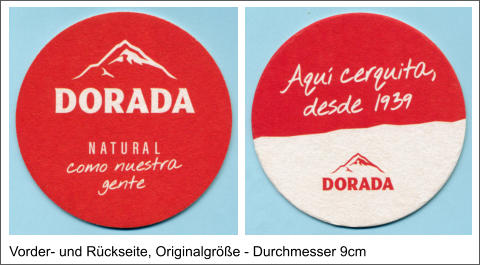 DORADA
NATURAL
como nuestra
gente
Aquí cerquita,
desde 1939
DORADA
Vorder- und Rückseite, Originalgröße - Durchmesser 9cm